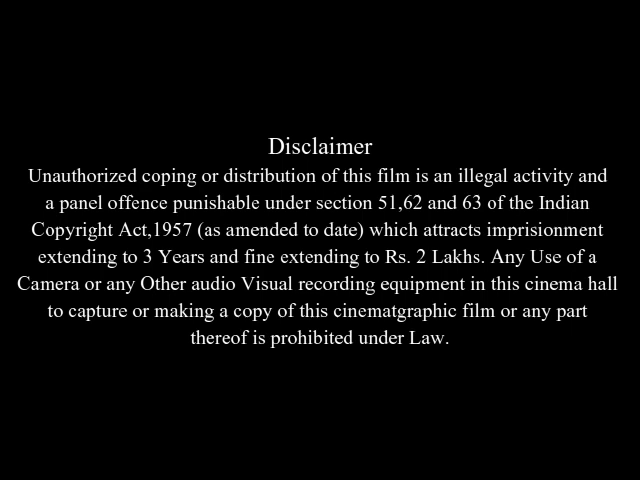 Disclaimer
Unauthorized coping or distribution of this film is an illegal activity and
a panel offence punishable under section 51,62 and 63 of the Indian
Copyright Act,1957 (as amended to date) which attracts imprisionment
extending to 3 Years and fine extending to Rs. 2 Lakhs. Any Use of a
Camera or any Other audio Visual recording equipment in this cinema hall
to capture or making a copy of this cinematgraphic film or any part
thereof is prohibited under Law.